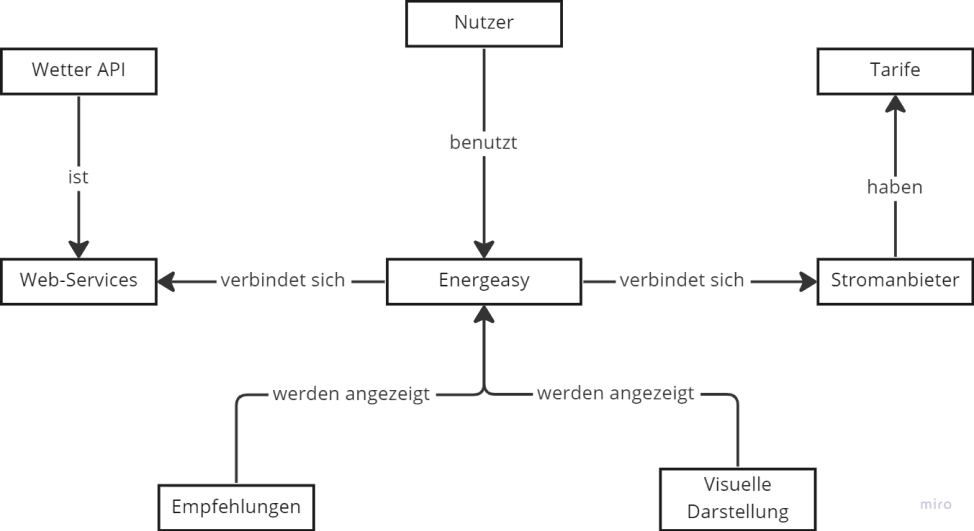 Nutzer
Wetter API
Tarife
benutzt
ist
haben
Web-Services
verbindet sich
Energeasy
verbindet sich
Stromanbieter
werden angezeigt
werden angezeigt
Empfehlungen
Visuelle
Darstellung
miro